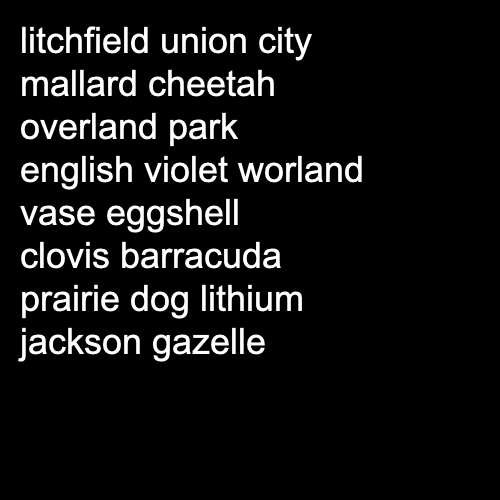 litchfield union city
mallard cheetah
overland park
english violet worland
vase eggshell
clovis barracuda
prairie dog lithium
jackson gazelle